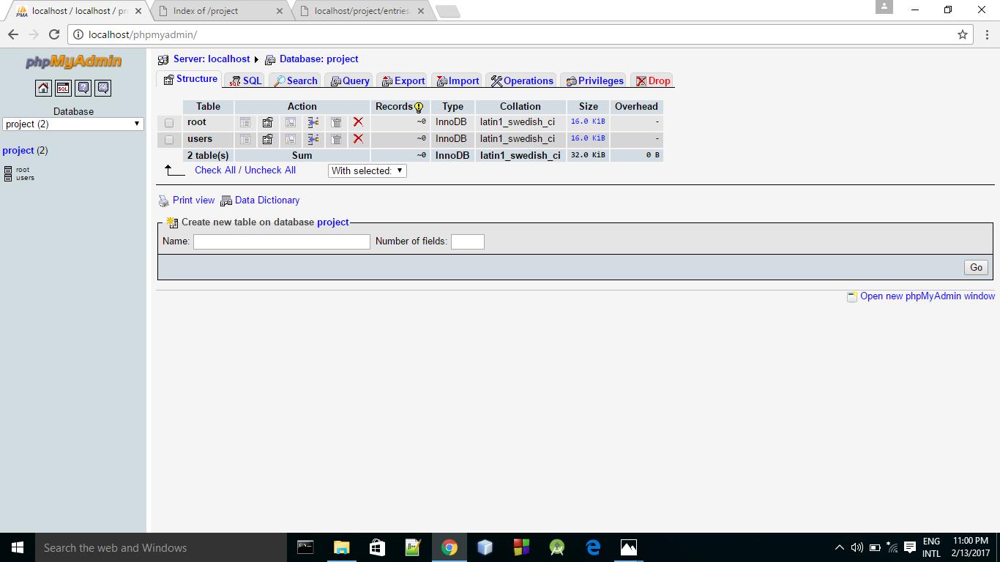 localhost / localhost / pro
Index of /project
localhost/project/entries
localhost/phpmyadmin/
phpMyAdmin
Server: localhost
Database: project
Structure SQL Search Query Export Import Operations Privileges Drop
SQL
Database
project (2)
project (2)
root
users
Table Action Records Type Collation Size Overhead
root ~0 InnoDB latin1_swedish_ci 16.0 KiB -
users ~0 InnoDB latin1_swedish_ci 16.0 KiB -
2 table(s) Sum ~0 InnoDB latin1_swedish_ci 32.0 KiB 0 B
Check All / Uncheck All With selected:
Print view Data Dictionary
Create new table on database project
Name: Number of fields:
Go
Open new phpMyAdmin window
Search the web and Windows
ENG
INTL
11:00 PM
2/13/2017